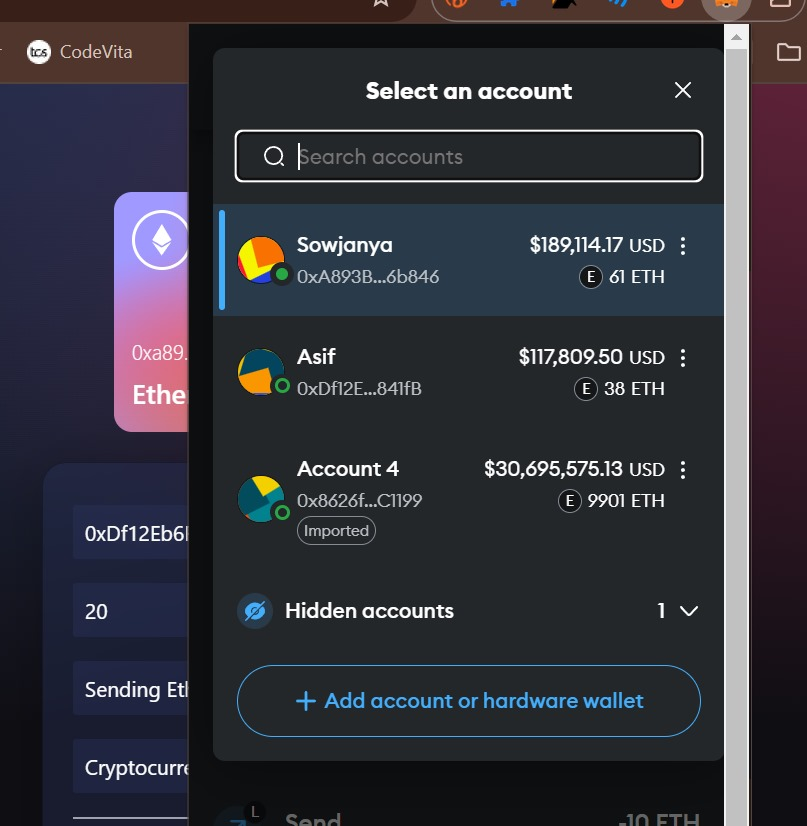 tcs CodeVita
Select an account
Search accounts
Sowjanya $189,114.17 USD
0xA893B...6b846 E 61 ETH
Asif $117,809.50 USD
0xDf12E...841fB E 38 ETH
Account 4 $30,695,575.13 USD
0x8626f...C1199 E 9901 ETH
Imported
Hidden accounts 1
+ Add account or hardware wallet
0xa89.
Ethe
0xDf12Eb6
20
Sending Et
Cryptocurre
L
Send -10 ETH